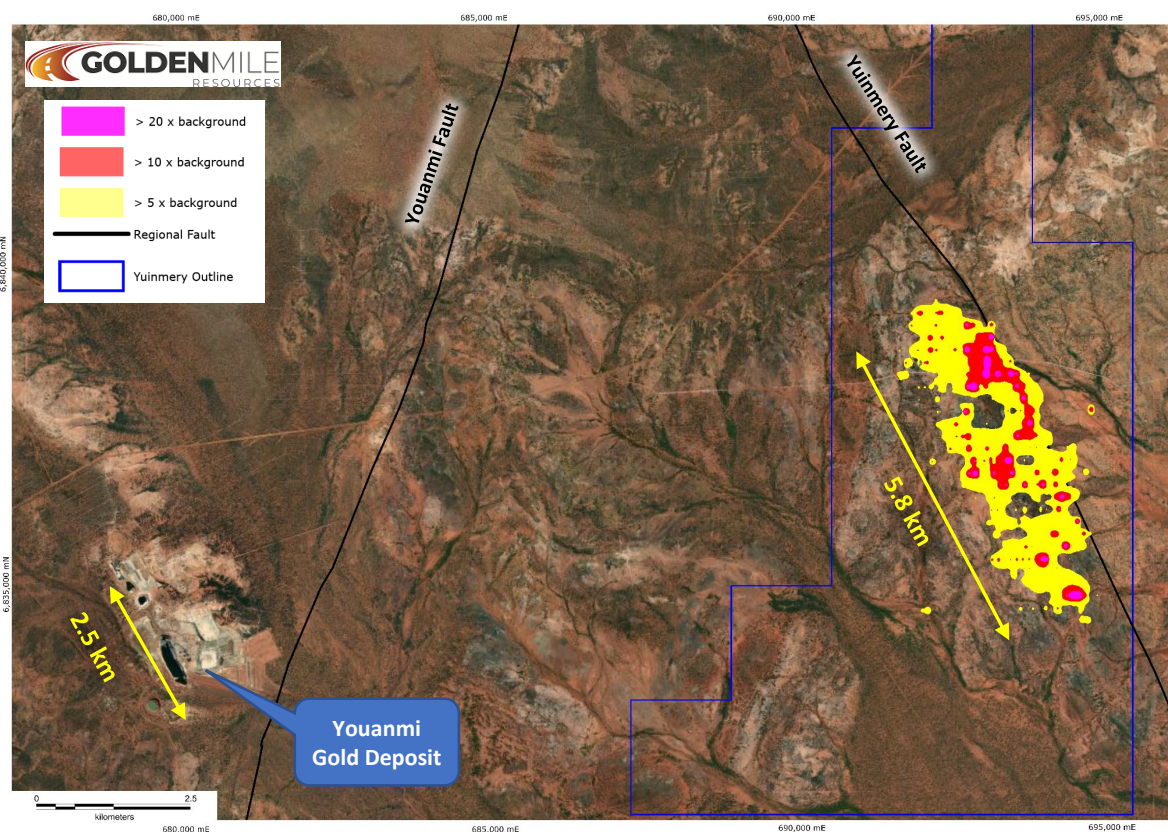 680,000 mE
685,000 mE
690,000 mE
695,000 mE
GOLDENMILE
RESOURCES
> 20 x background
> 10 x background
> 5 x background
Regional Fault
Yuinmery Outline
Youanmi Fault
Yuinmery Fault
6,840,000 mN
6,835,000 mN
5.8 km
2.5 km
Youanmi
Gold Deposit
0
2.5
kilometers
680,000 mE
685,000 mE
690,000 mE
695,000 mE